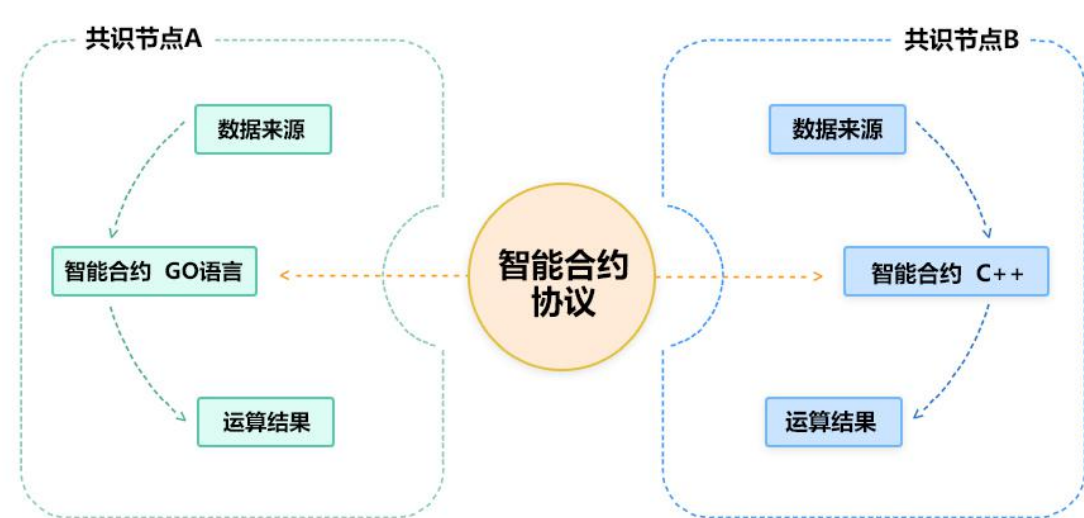 共识节点A
数据来源
智能合约 GO语言
运算结果
智能合约
协议
共识节点B
数据来源
智能合约 C++
运算结果